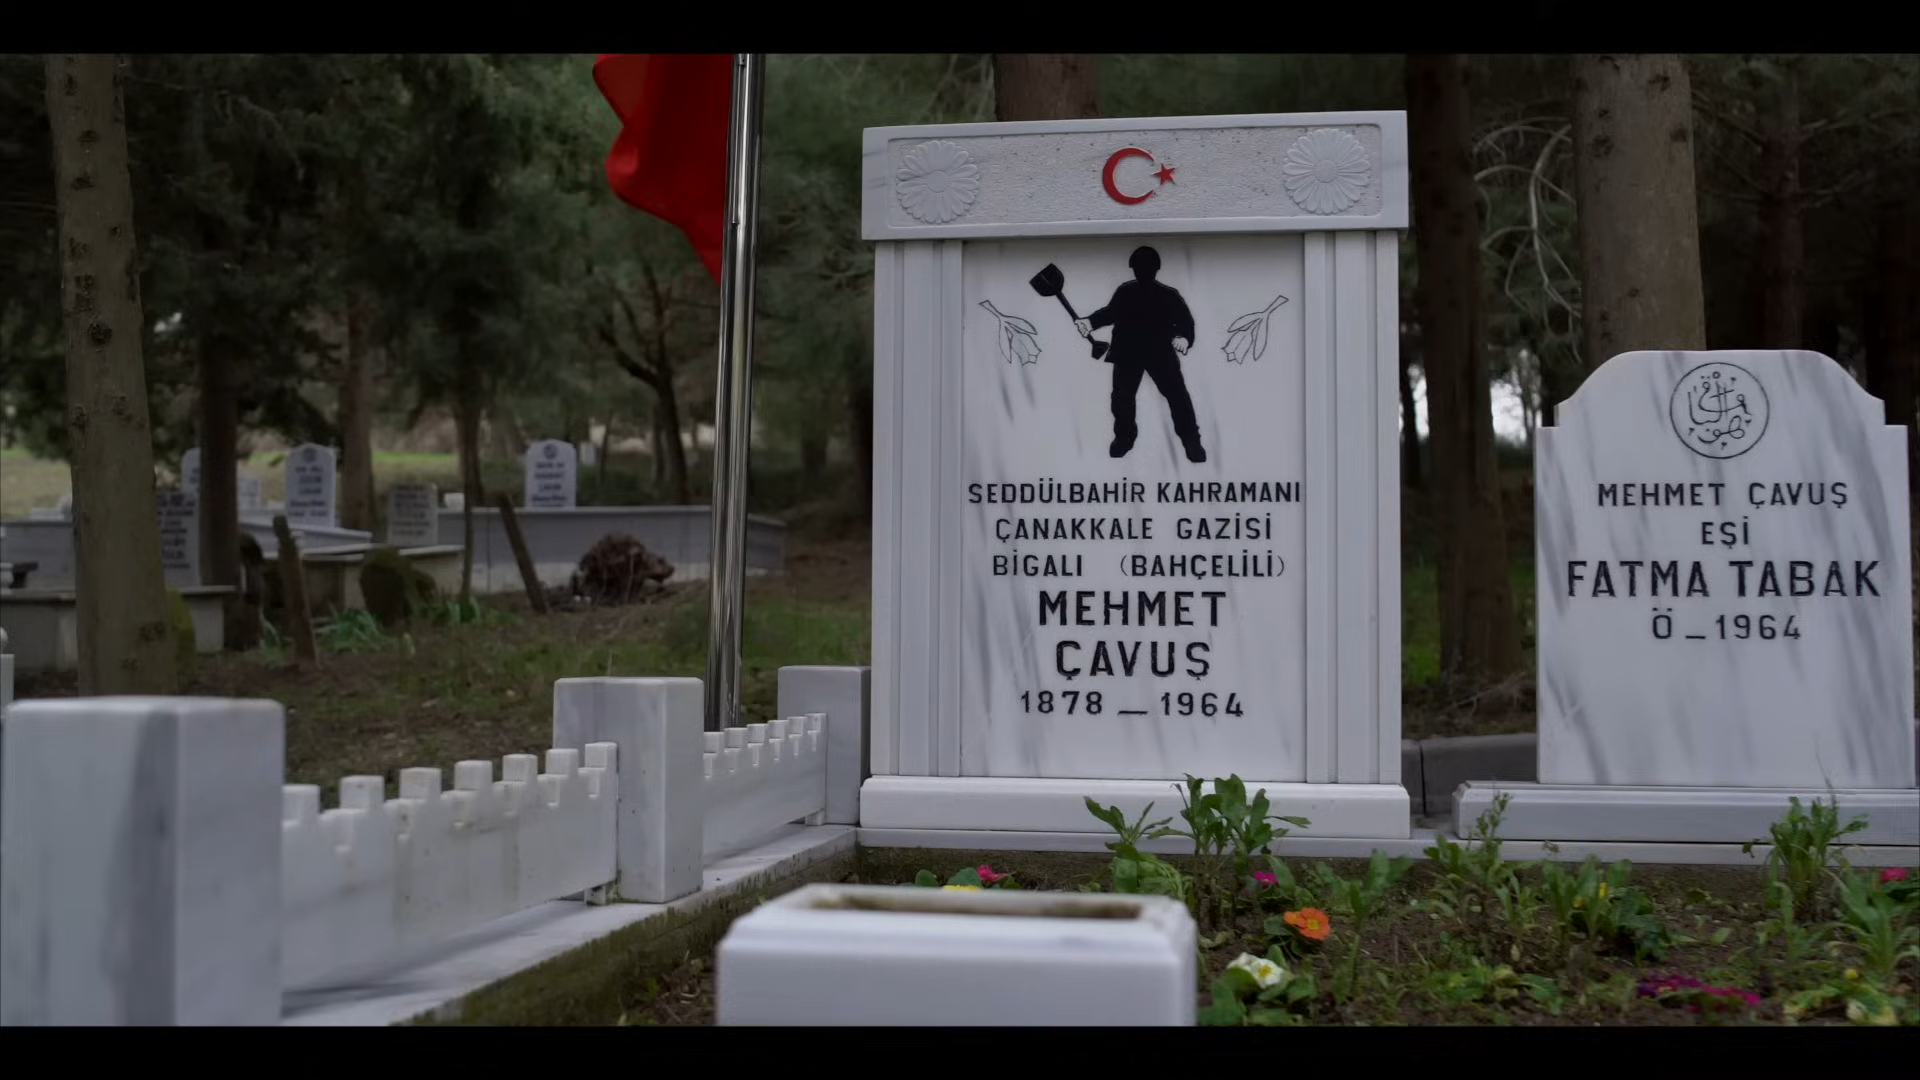 SEDDÜLBAHİR KAHRAMANI
ÇANAKKALE GAZİSİ
BİGALI (BAHÇELİLİ)
MEHMET
ÇAVUŞ
1878 _ 1964
MEHMET ÇAVUŞ
EŞİ
FATMA TABAK
Ö _ 1964